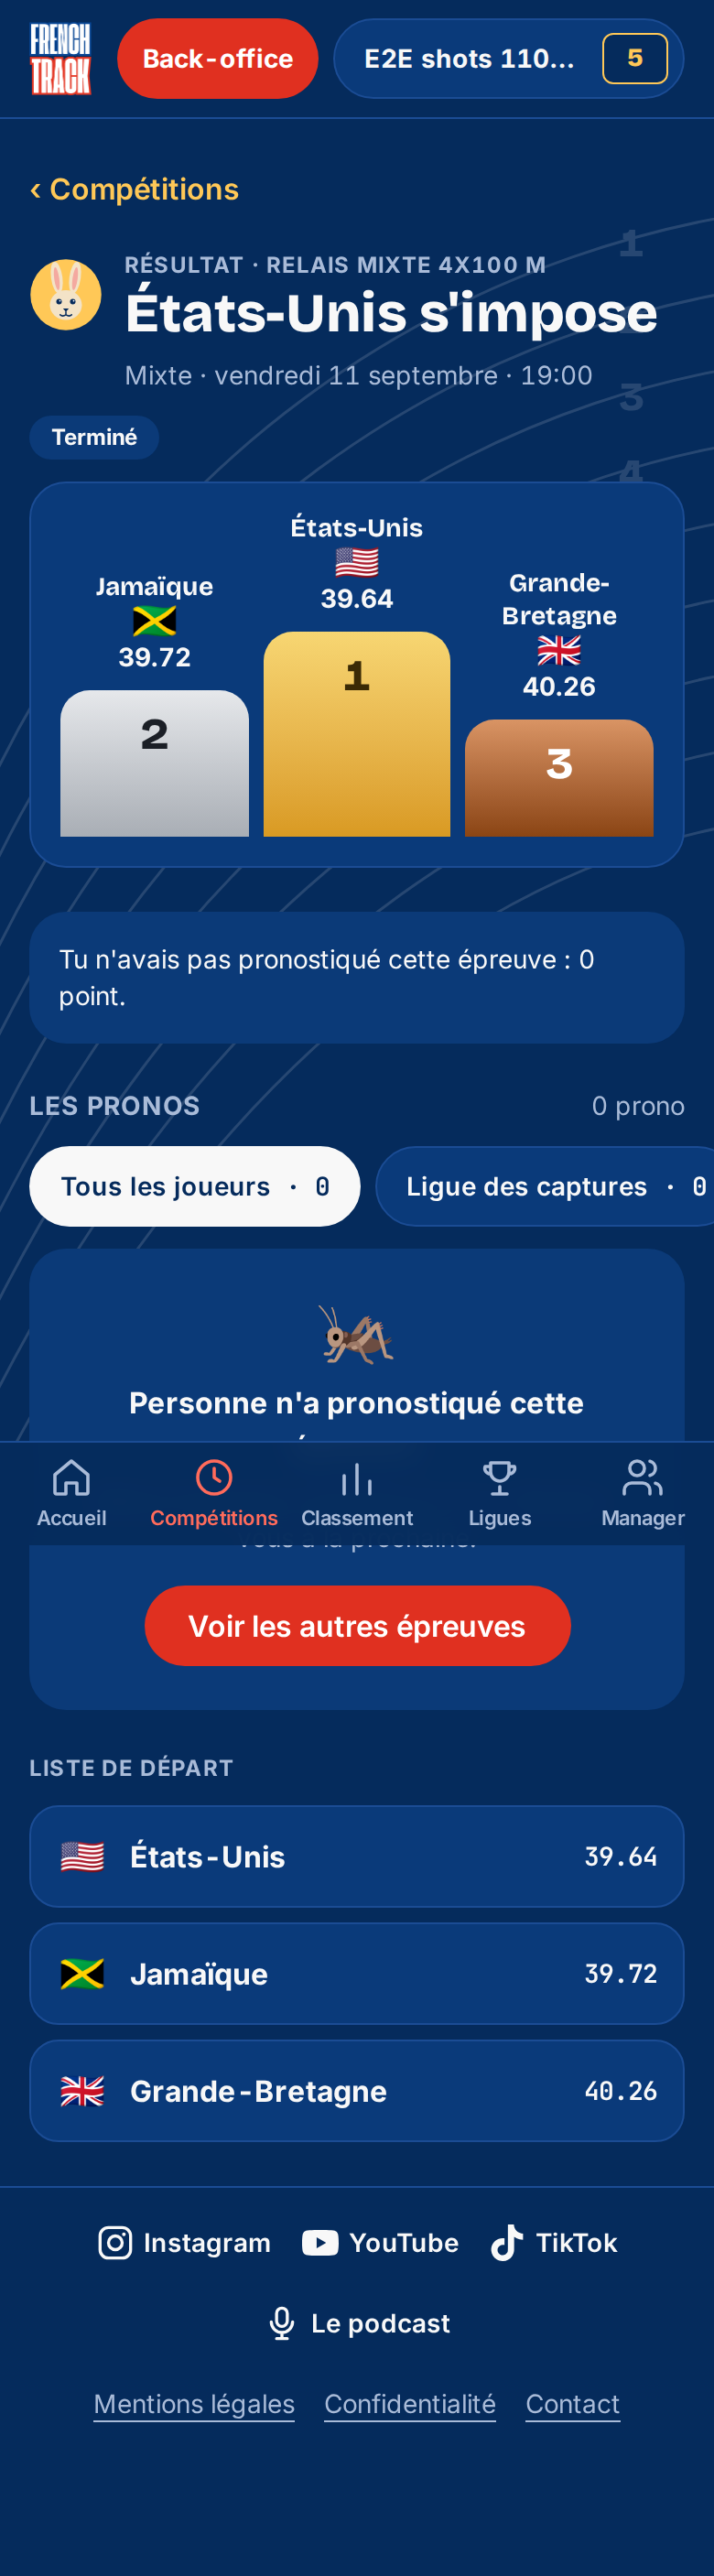 FRENCH
TRACK
Back-office
E2E shots 110...
5
‹ Compétitions
RÉSULTAT · RELAIS MIXTE 4X100 M
États-Unis s'impose
Mixte · vendredi 11 septembre · 19:00
1
3
4
Terminé
États-Unis
39.64
Jamaïque
39.72
Grande-
Bretagne
40.26
1
2
3
Tu n'avais pas pronostiqué cette épreuve : 0
point.
LES PRONOS
0 prono
Tous les joueurs · 0
Ligue des captures · 0
Personne n'a pronostiqué cette
Accueil
Compétitions
Classement
Ligues
Manager
Voir les autres épreuves
LISTE DE DÉPART
États-Unis
39.64
Jamaïque
39.72
Grande-Bretagne
40.26
Instagram
YouTube
TikTok
Le podcast
Mentions légales
Confidentialité
Contact